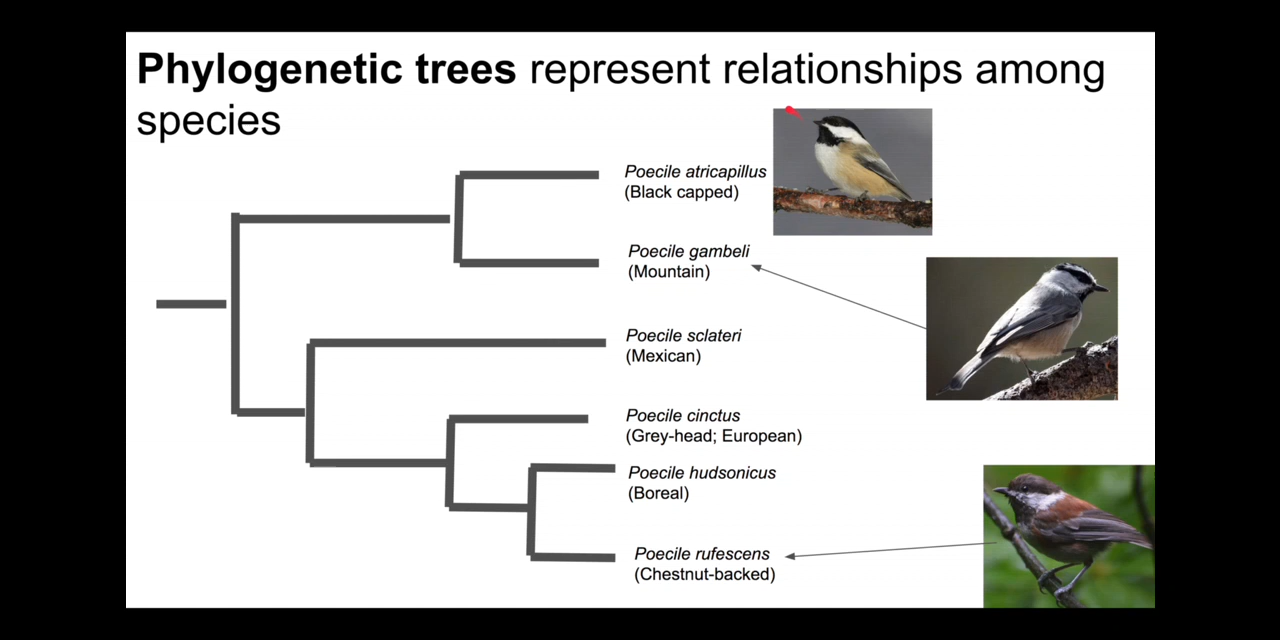 Phylogenetic trees represent relationships among
species
Poecile atricapillus
(Black capped)
Poecile gambeli
(Mountain)
Poecile sclateri
(Mexican)
Poecile cinctus
(Grey-head; European)
Poecile hudsonicus
(Boreal)
Poecile rufescens
(Chestnut-backed)